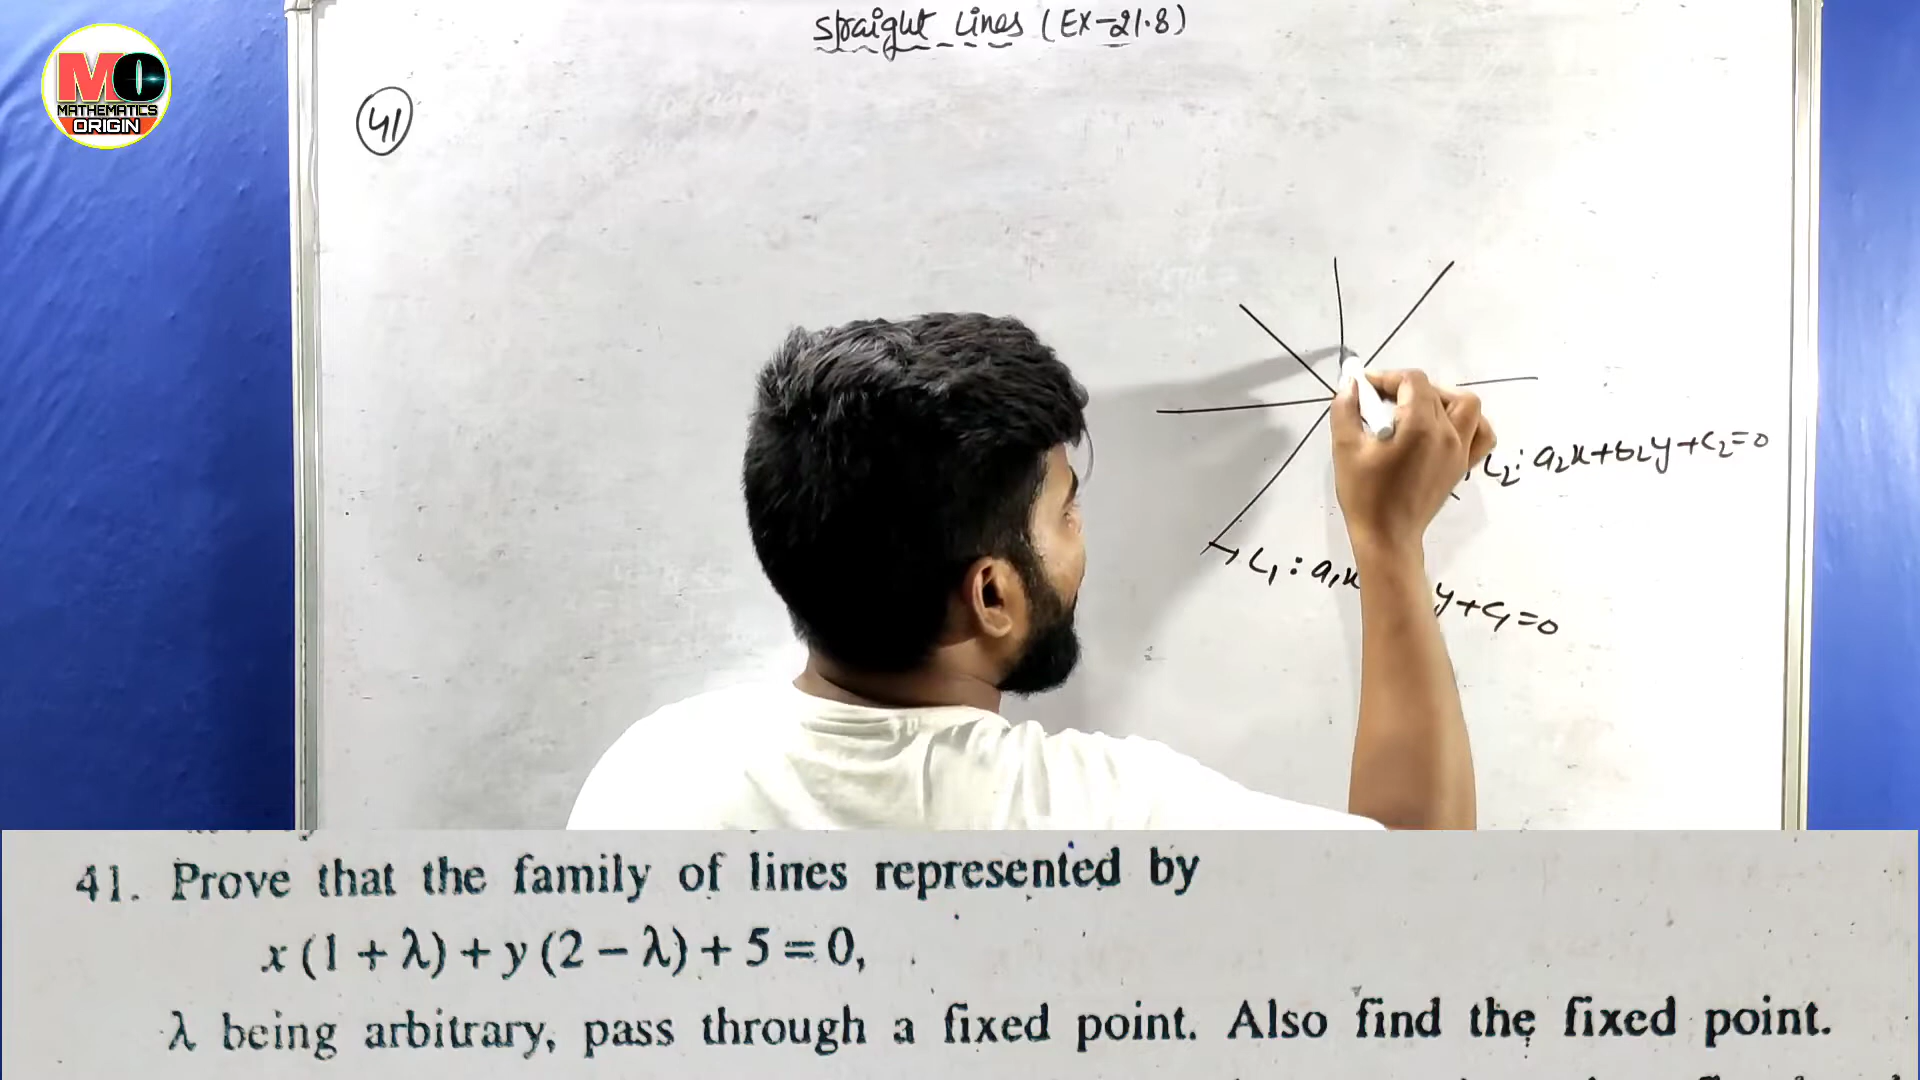 Straight Lines (EX-21.8)
MO
MATHEMATICS
ORIGIN
41
L₂: a₂x+b₂y+c₂=0
L₁: a₁x y+c₁=0
41. Prove that the family of lines represented by
x (1 + λ) + y (2 − λ) + 5 = 0,
λ being arbitrary, pass through a fixed point. Also find the fixed point.